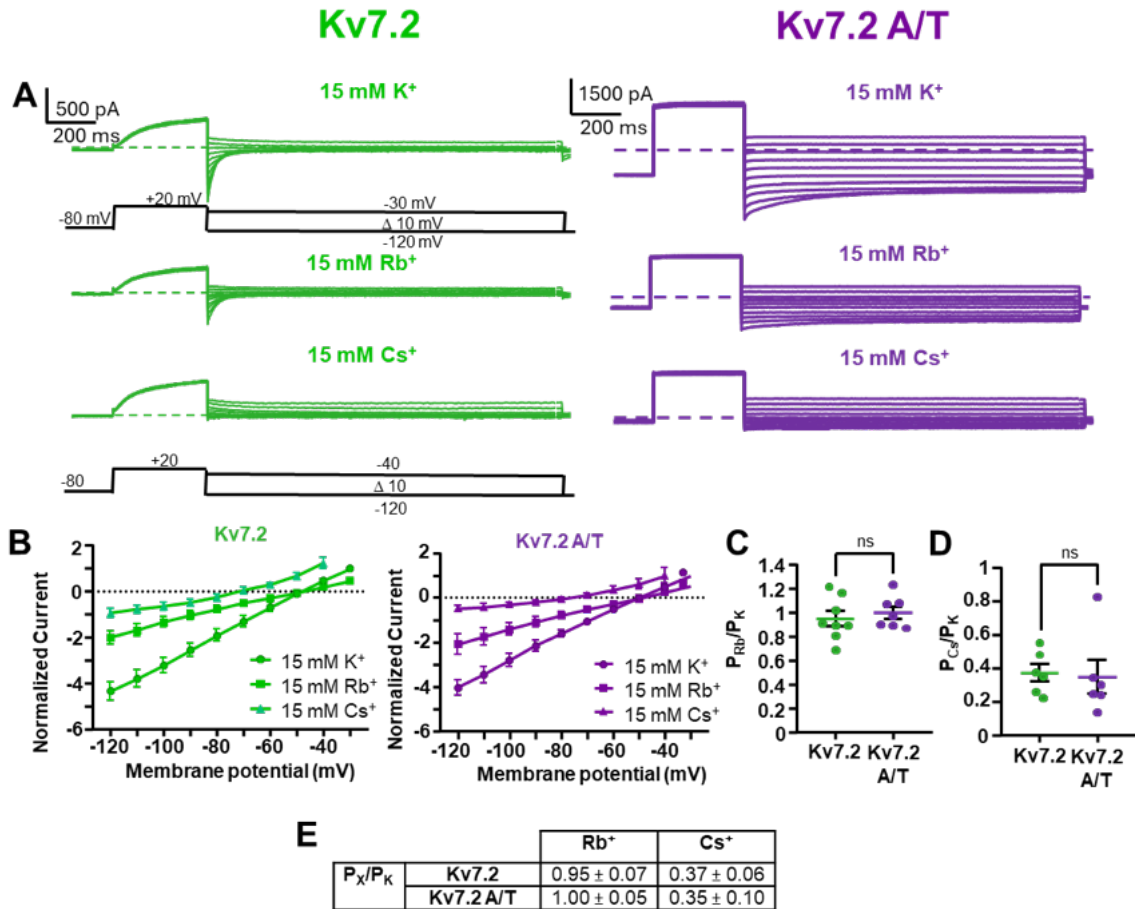 Kv7.2
Kv7.2 A/T
A
500 pA
200 ms
15 mM K⁺
-80 mV
+20 mV
-30 mV
Δ 10 mV
-120 mV
15 mM Rb⁺
15 mM Cs⁺
-80
+20
-40
Δ 10
-120
1500 pA
200 ms
15 mM K⁺
15 mM Rb⁺
15 mM Cs⁺
B
Kv7.2
Normalized Current
2
0
-2
-4
-6
15 mM K⁺
15 mM Rb⁺
15 mM Cs⁺
-120 -100 -80 -60 -40
Membrane potential (mV)
Kv7.2 A/T
Normalized Current
2
0
-2
-4
-6
15 mM K⁺
15 mM Rb⁺
15 mM Cs⁺
-120 -100 -80 -60 -40
Membrane potential (mV)
C
ns
P_Rb/P_K
1.4
1.2
1
0.8
0.6
0.4
0.2
0
Kv7.2 Kv7.2
A/T
D
ns
P_Cs/P_K
1
0.8
0.6
0.4
0.2
0
Kv7.2 Kv7.2
A/T
E
Rb⁺ Cs⁺
P_X/P_K Kv7.2 0.95 ± 0.07 0.37 ± 0.06
Kv7.2 A/T 1.00 ± 0.05 0.35 ± 0.10